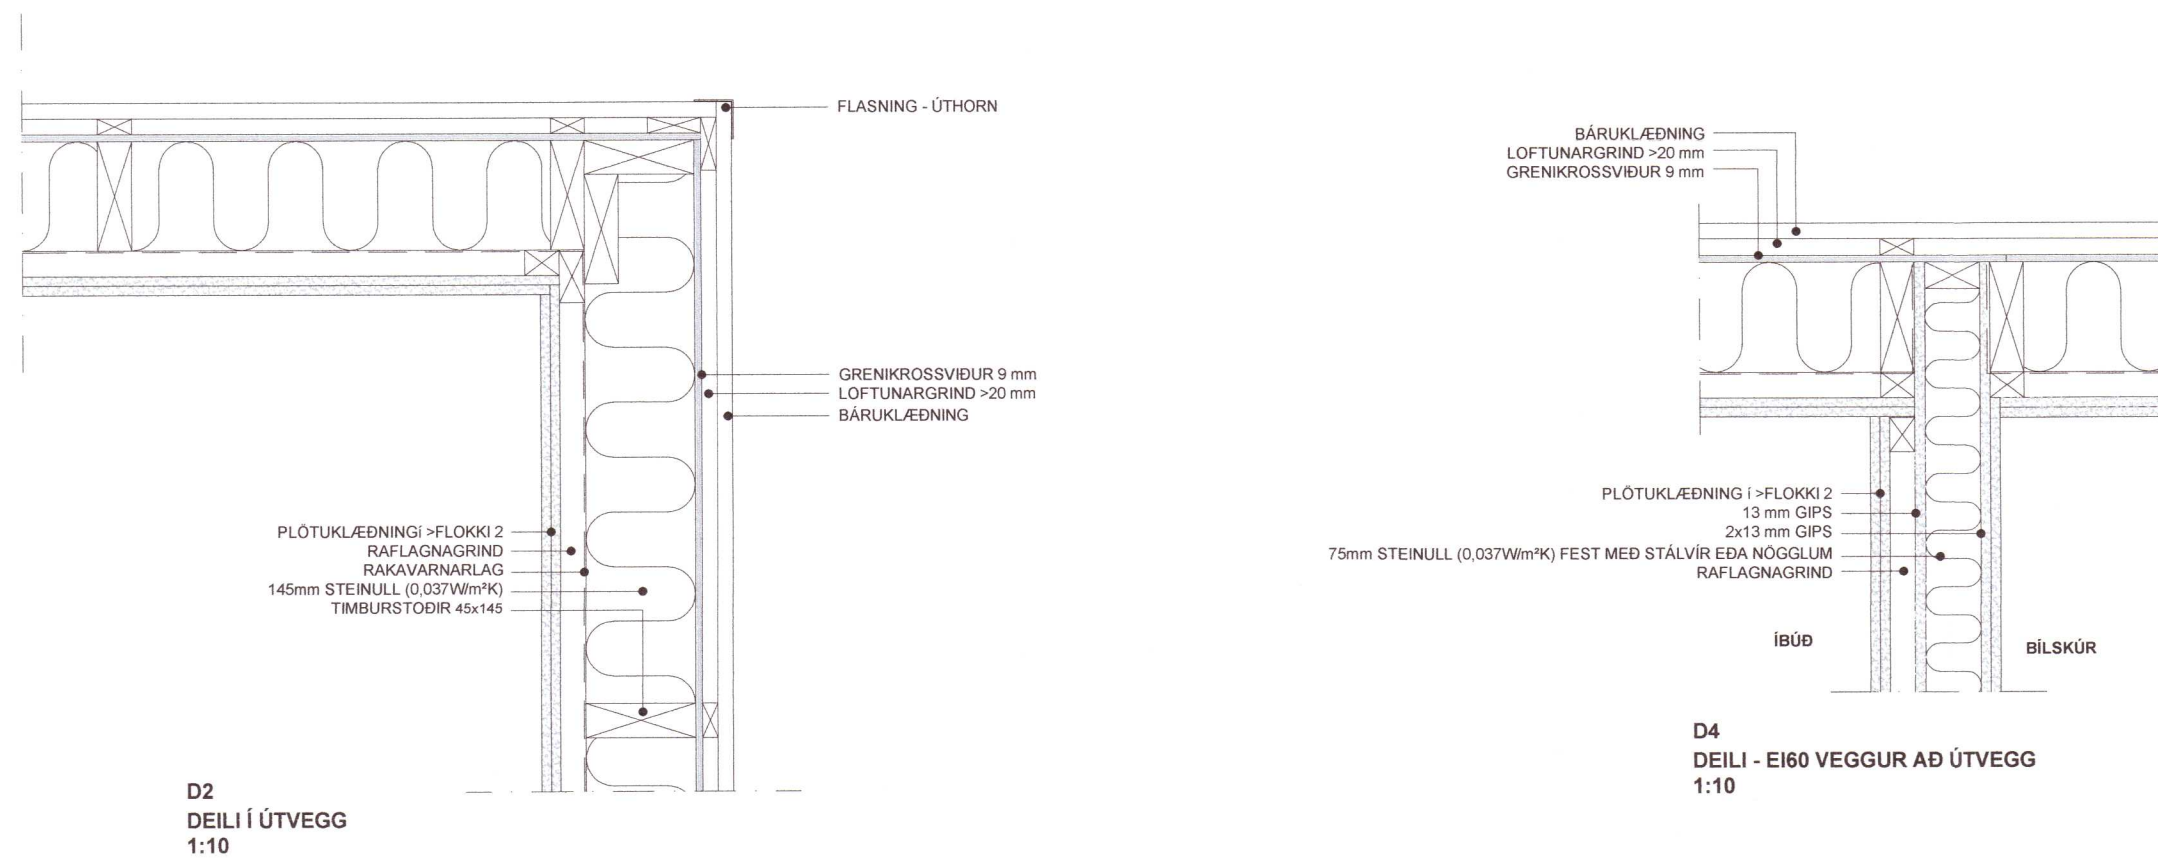 FLASNING - ÚTHORN
GRENIKROSSVIÐUR 9 mm
LOFTUNARGRIND >20 mm
BÁRUKLÆÐNING
PLÖTUKLÆÐNINGÍ >FLOKKI 2
RAFLAGNAGRIND
RAKAVARNARLAG
145mm STEINULL (0,037W/m²K)
TIMBURSTOÐIR 45x145
D2
DEILI Í ÚTVEGG
1:10
BÁRUKLÆÐNING
LOFTUNARGRIND >20 mm
GRENIKROSSVIÐUR 9 mm
PLÖTUKLÆÐNING Í >FLOKKI 2
13 mm GIPS
2x13 mm GIPS
75mm STEINULL (0,037W/m²K) FEST MEÐ STÁLVÍR EÐA NÖGGLUM
RAFLAGNAGRIND
ÍBÚÐ
BÍLSKÚR
D4
DEILI - EI60 VEGGUR AÐ ÚTVEGG
1:10